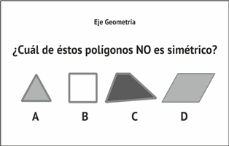 Eje Geometría
¿Cuál de éstos polígonos NO es simétrico?
A B C D